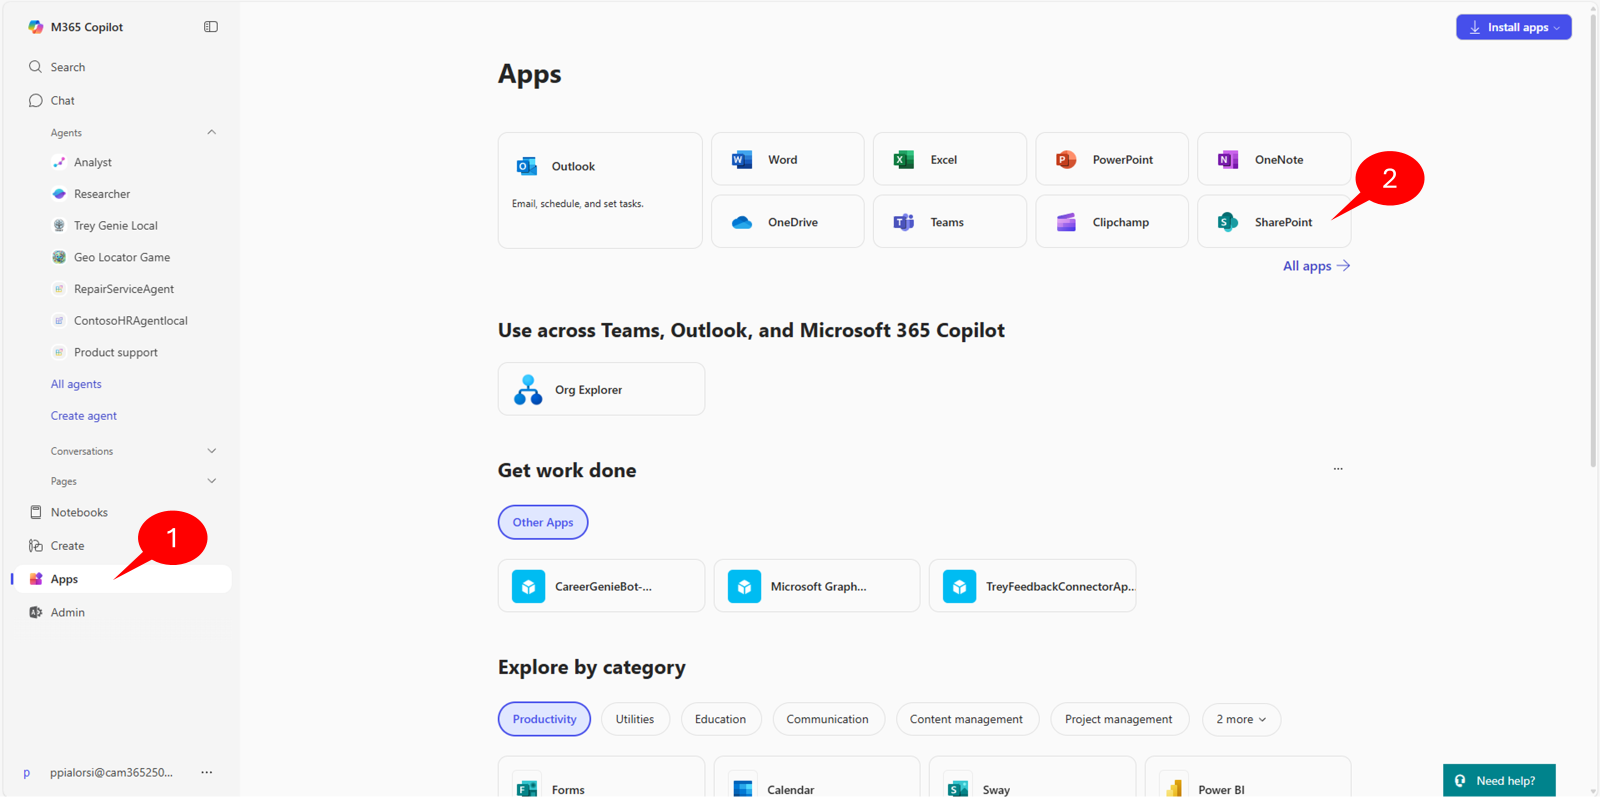 M365 Copilot
Search
Chat
Agents
Analyst
Researcher
Trey Genie Local
Geo Locator Game
RepairServiceAgent
ContosoHRAgentlocal
Product support
All agents
Create agent
Conversations
Pages
Notebooks
Create
1
Apps
Admin
p ppialorsi@cam365250... ...
Install apps
Apps
Outlook
Email, schedule, and set tasks.
Word
Excel
PowerPoint
OneNote
2
OneDrive
Teams
Clipchamp
SharePoint
All apps
Use across Teams, Outlook, and Microsoft 365 Copilot
Org Explorer
Get work done
...
Other Apps
CareerGenieBot-...
Microsoft Graph...
TreyFeedbackConnectorAp...
Explore by category
Productivity
Utilities
Education
Communication
Content management
Project management
2 more
Forms
Calendar
Sway
Power BI
Need help?